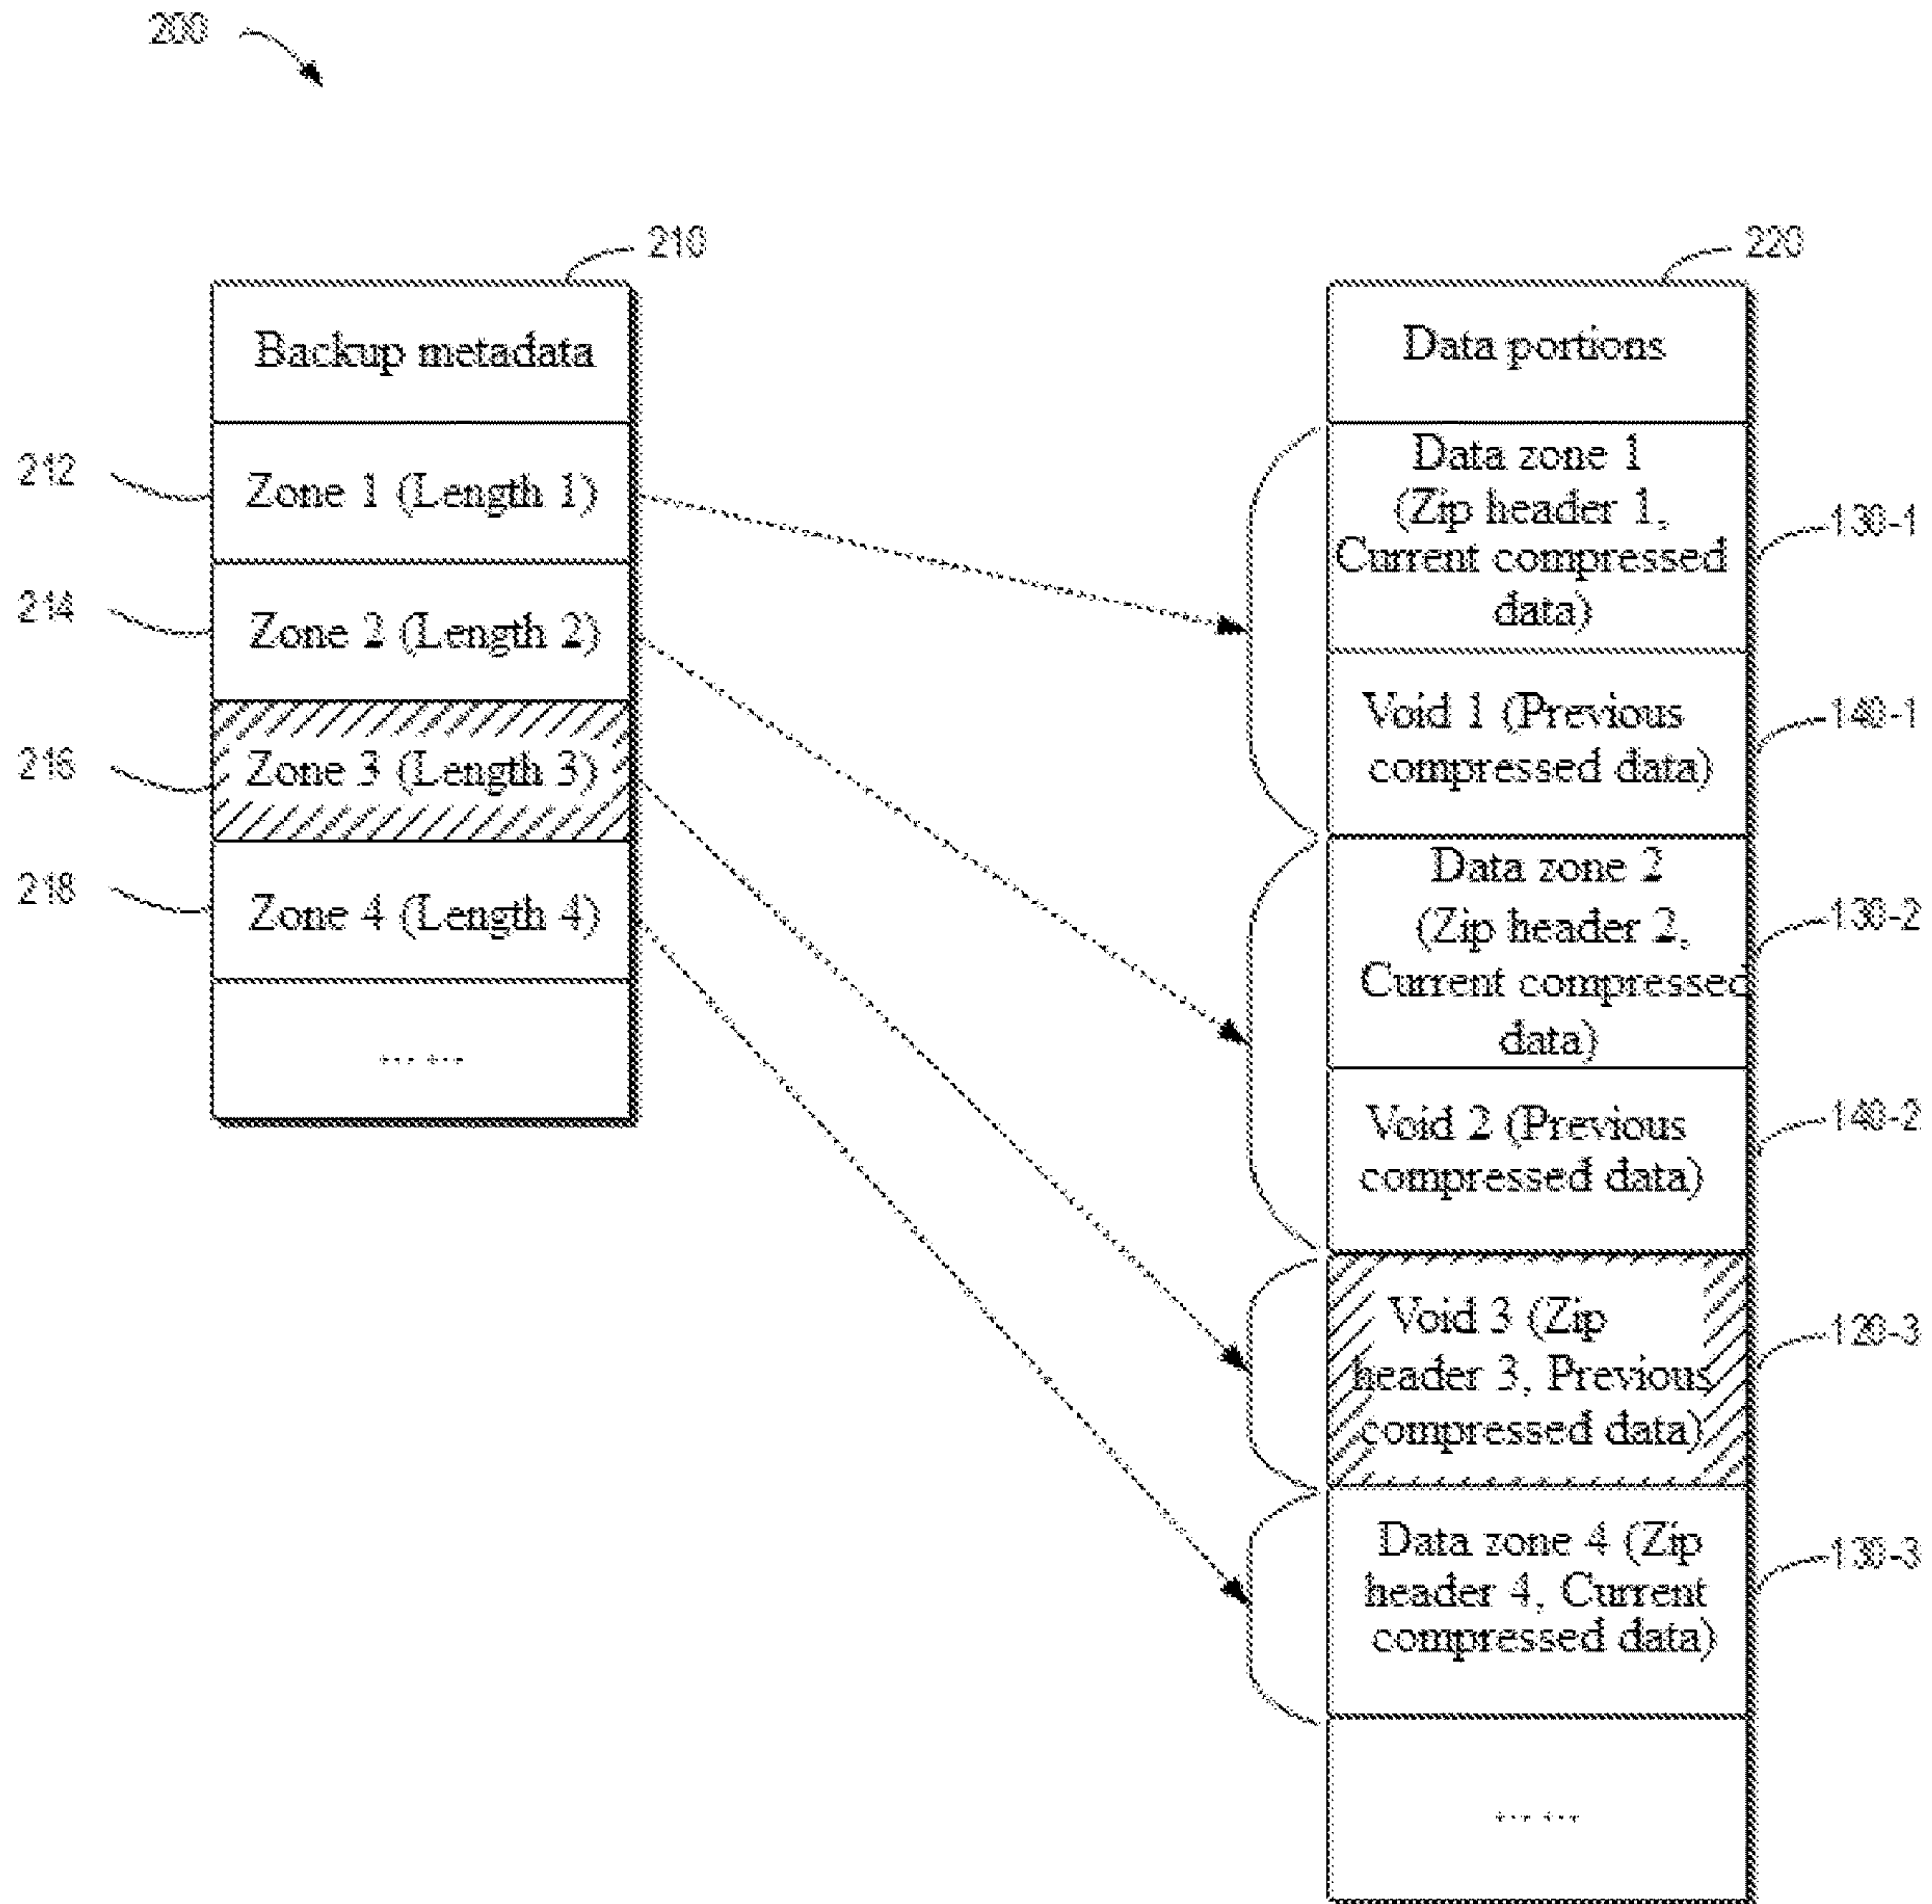 200
210
Backup metadata
212
Zone 1 (Length 1)
214
Zone 2 (Length 2)
216
Zone 3 (Length 3)
218
Zone 4 (Length 4)
... ...
220
Data portions
Data zone 1
(Zip header 1,
Current compressed
data)
130-1
Void 1 (Previous
compressed data)
140-1
Data zone 2
(Zip header 2,
Current compressed
data)
130-2
Void 2 (Previous
compressed data)
140-2
Void 3 (Zip
header 3, Previous
compressed data)
120-3
Data zone 4 (Zip
header 4, Current
compressed data)
130-3
... ...